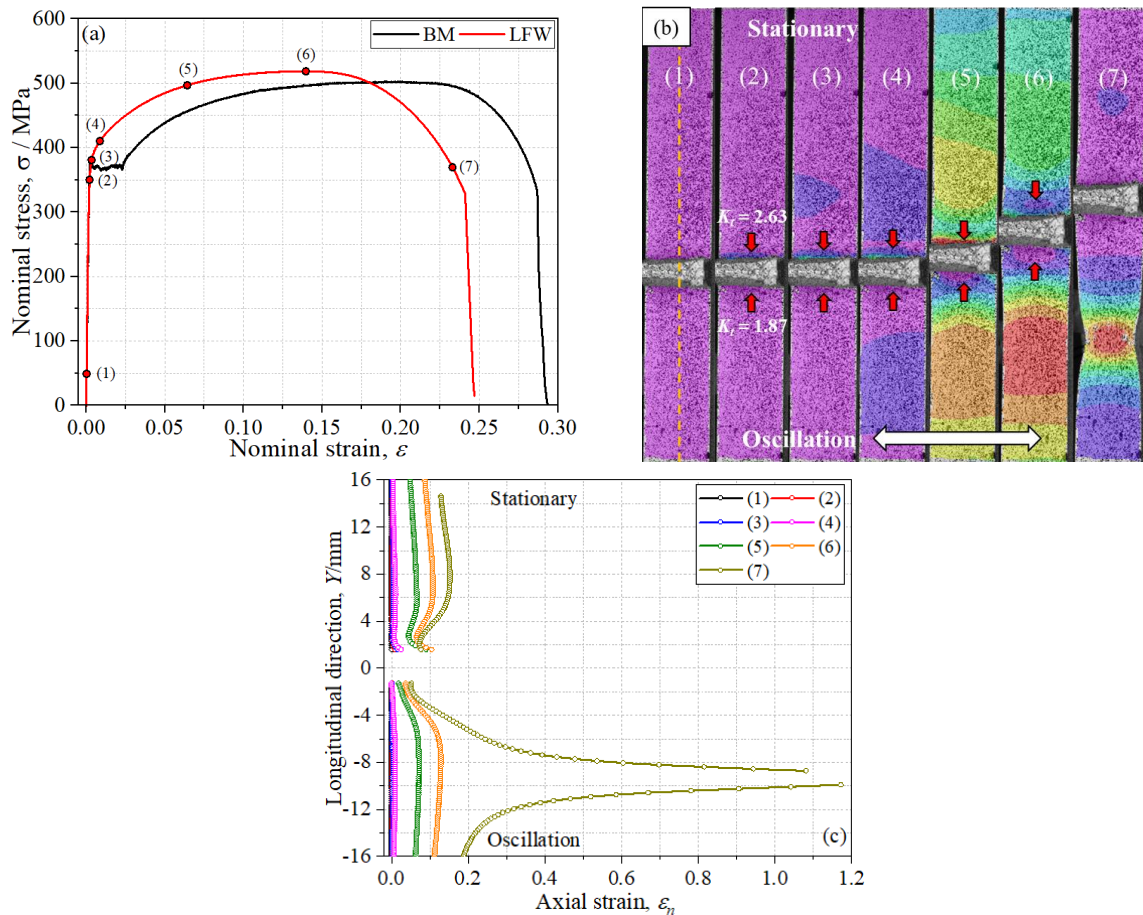 (a)
BM LFW
600
500
400
300
200
100
0
Nominal stress, σ / MPa
(1)
(2)
(3)
(4)
(5)
(6)
(7)
0.00 0.05 0.10 0.15 0.20 0.25 0.30
Nominal strain, ε
(b)
Stationary
(1) (2) (3) (4) (5) (6) (7)
Kt = 2.63
Kt = 1.87
Oscillation
16
12
8
4
0
-4
-8
-12
-16
Longitudinal direction, Y/mm
Stationary
(1) (2)
(3) (4)
(5) (6)
(7)
Oscillation
(c)
0.0 0.2 0.4 0.6 0.8 1.0 1.2
Axial strain, εn